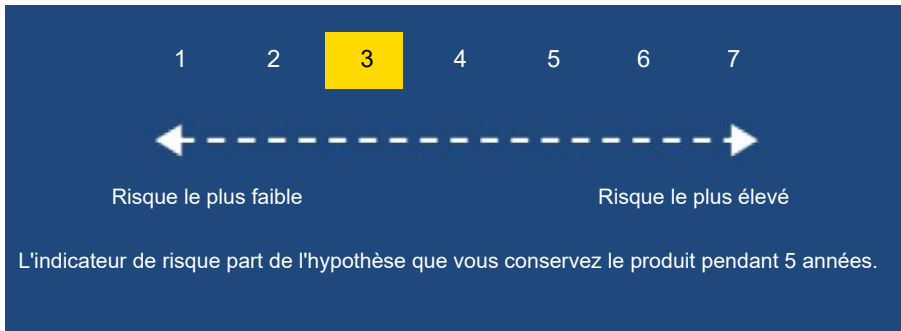 1 2 3 4 5 6 7
Risque le plus faible Risque le plus élevé
L'indicateur de risque part de l'hypothèse que vous conservez le produit pendant 5 années.